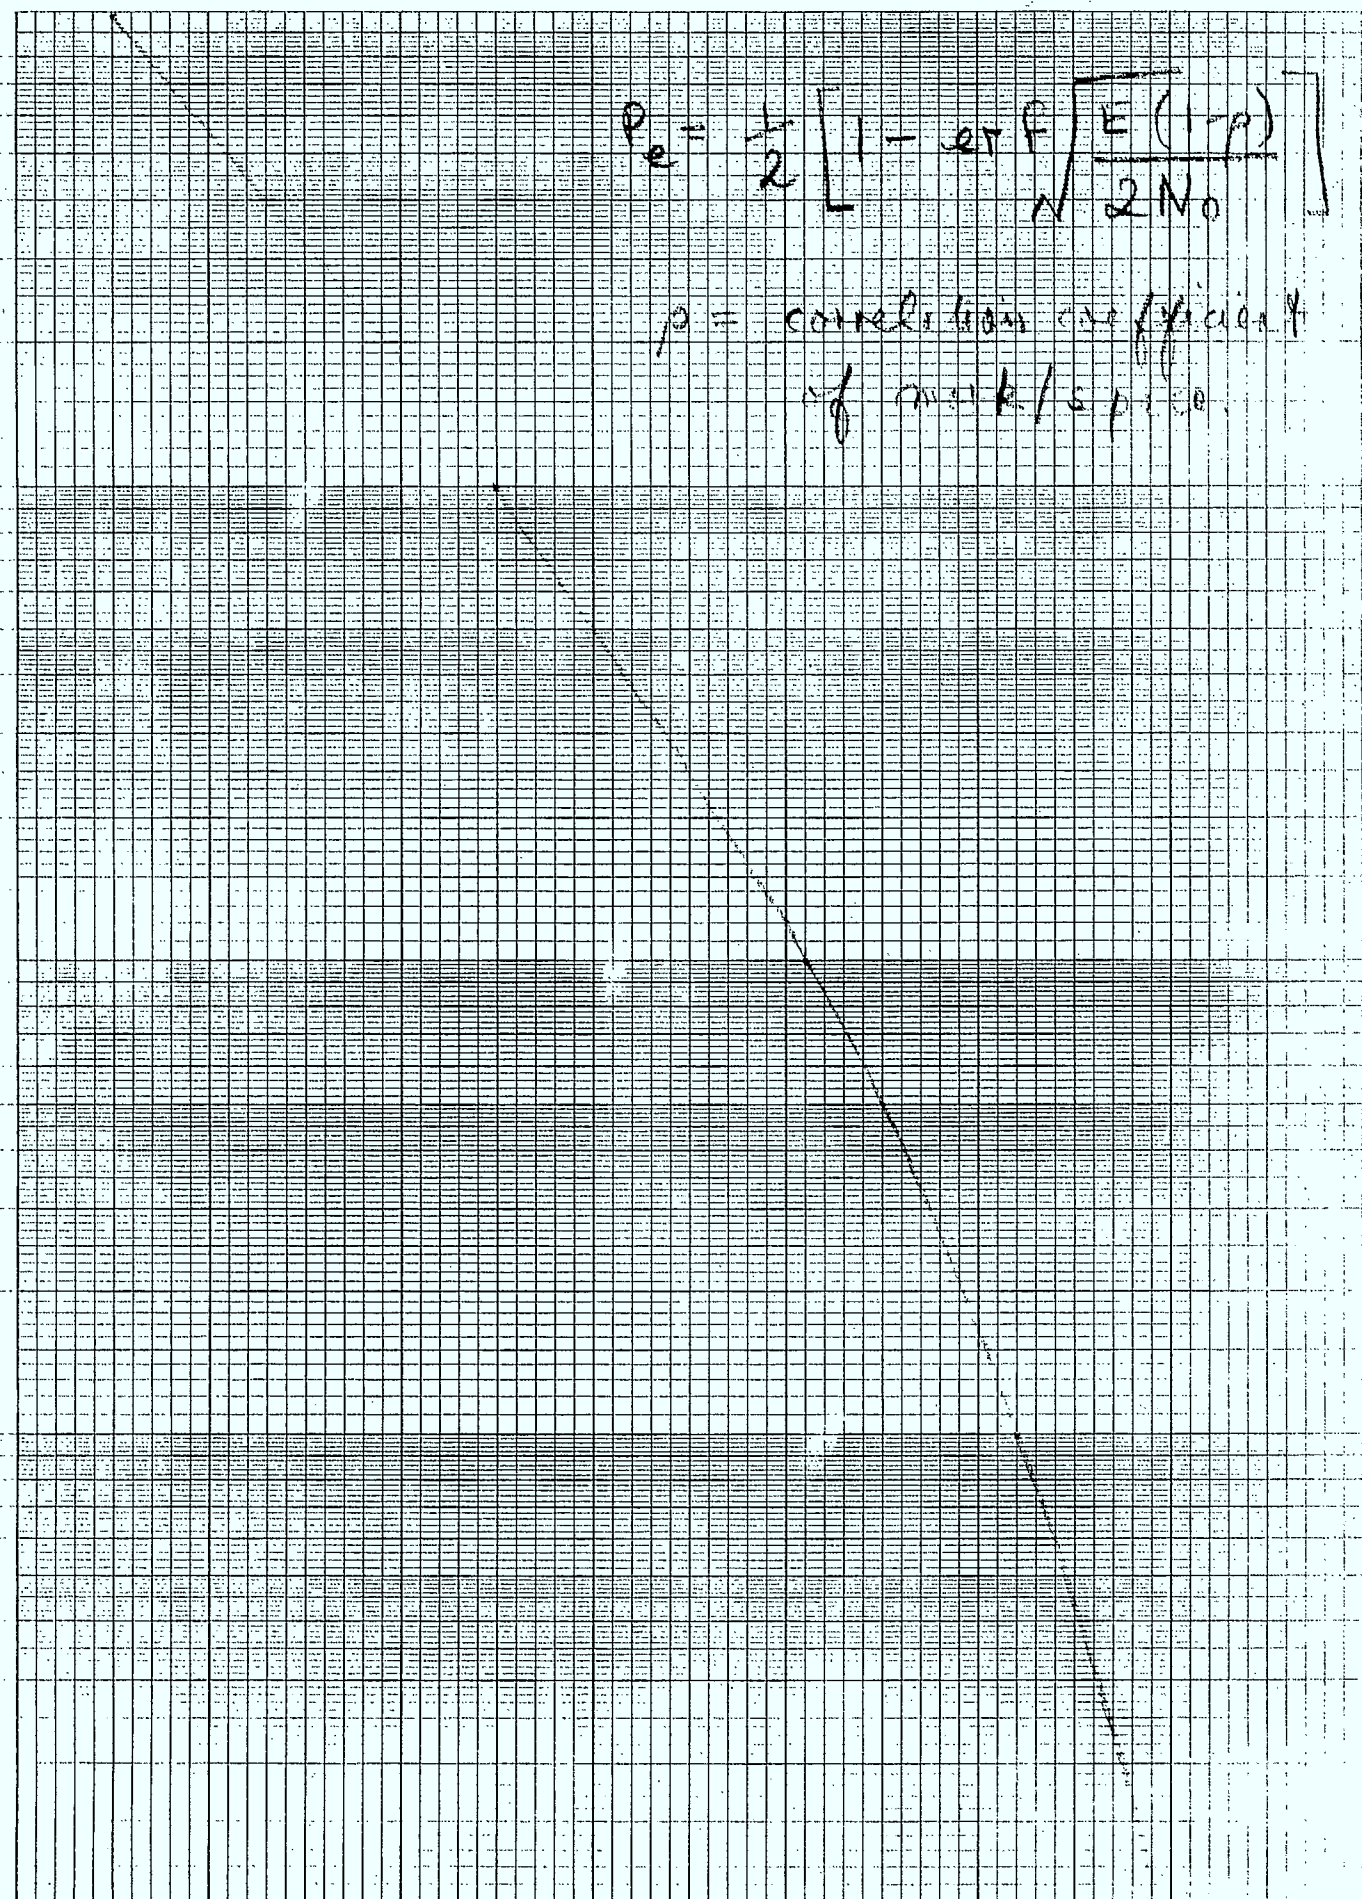 Pe = 1/2 [1 - erf √(E(1-ρ)/2N0)]
ρ = correlation coefficient
of mark/space.